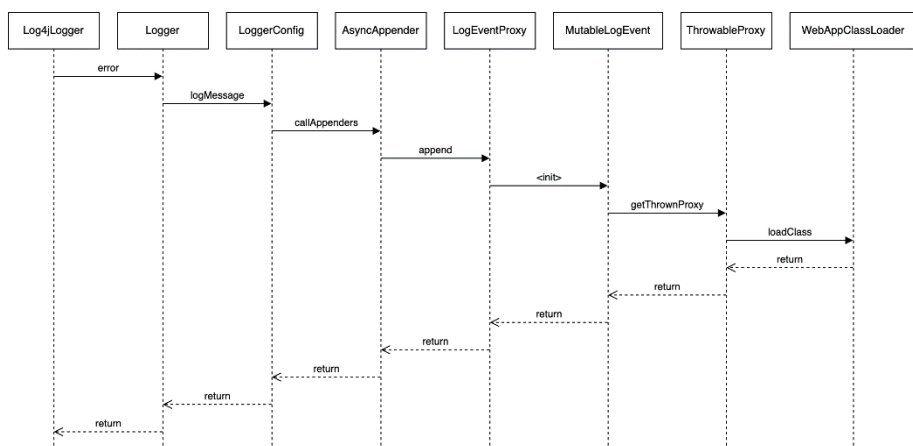 Log4jLogger Logger LoggerConfig AsyncAppender LogEventProxy MutableLogEvent ThrowableProxy WebAppClassLoader
error
logMessage
callAppenders
append
<init>
getThrownProxy
loadClass
return
return
return
return
return
return
return